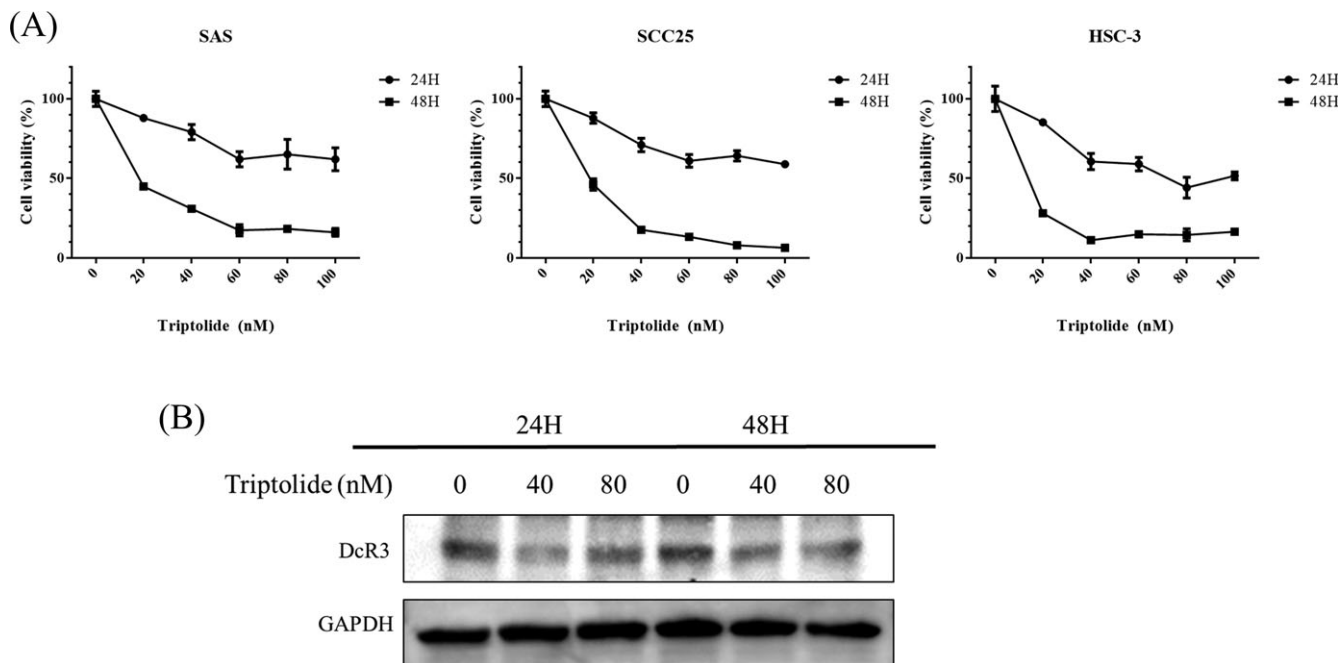 (A)
SAS
24H
48H
Cell viability (%)
100
50
0
0 20 40 60 80 100
Triptolide (nM)
SCC25
24H
48H
Cell viability (%)
100
50
0
0 20 40 60 80 100
Triptolide (nM)
HSC-3
24H
48H
Cell viability (%)
100
50
0
0 20 40 60 80 100
Triptolide (nM)
(B)
24H 48H
Triptolide (nM) 0 40 80 0 40 80
DcR3
GAPDH